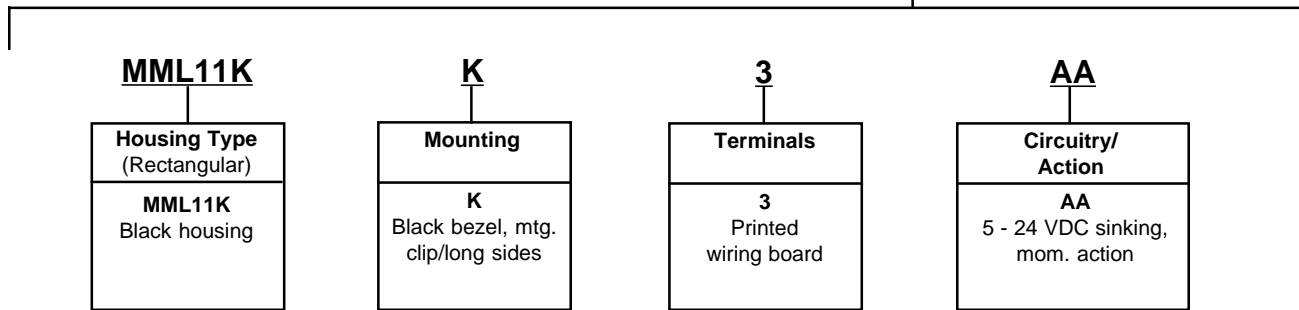 MML11K K 3 AA
Housing Type
(Rectangular)
MML11K
Black housing
Mounting
K
Black bezel, mtg.
clip/long sides
Terminals
3
Printed
wiring board
Circuitry/
Action
AA
5 - 24 VDC sinking,
mom. action